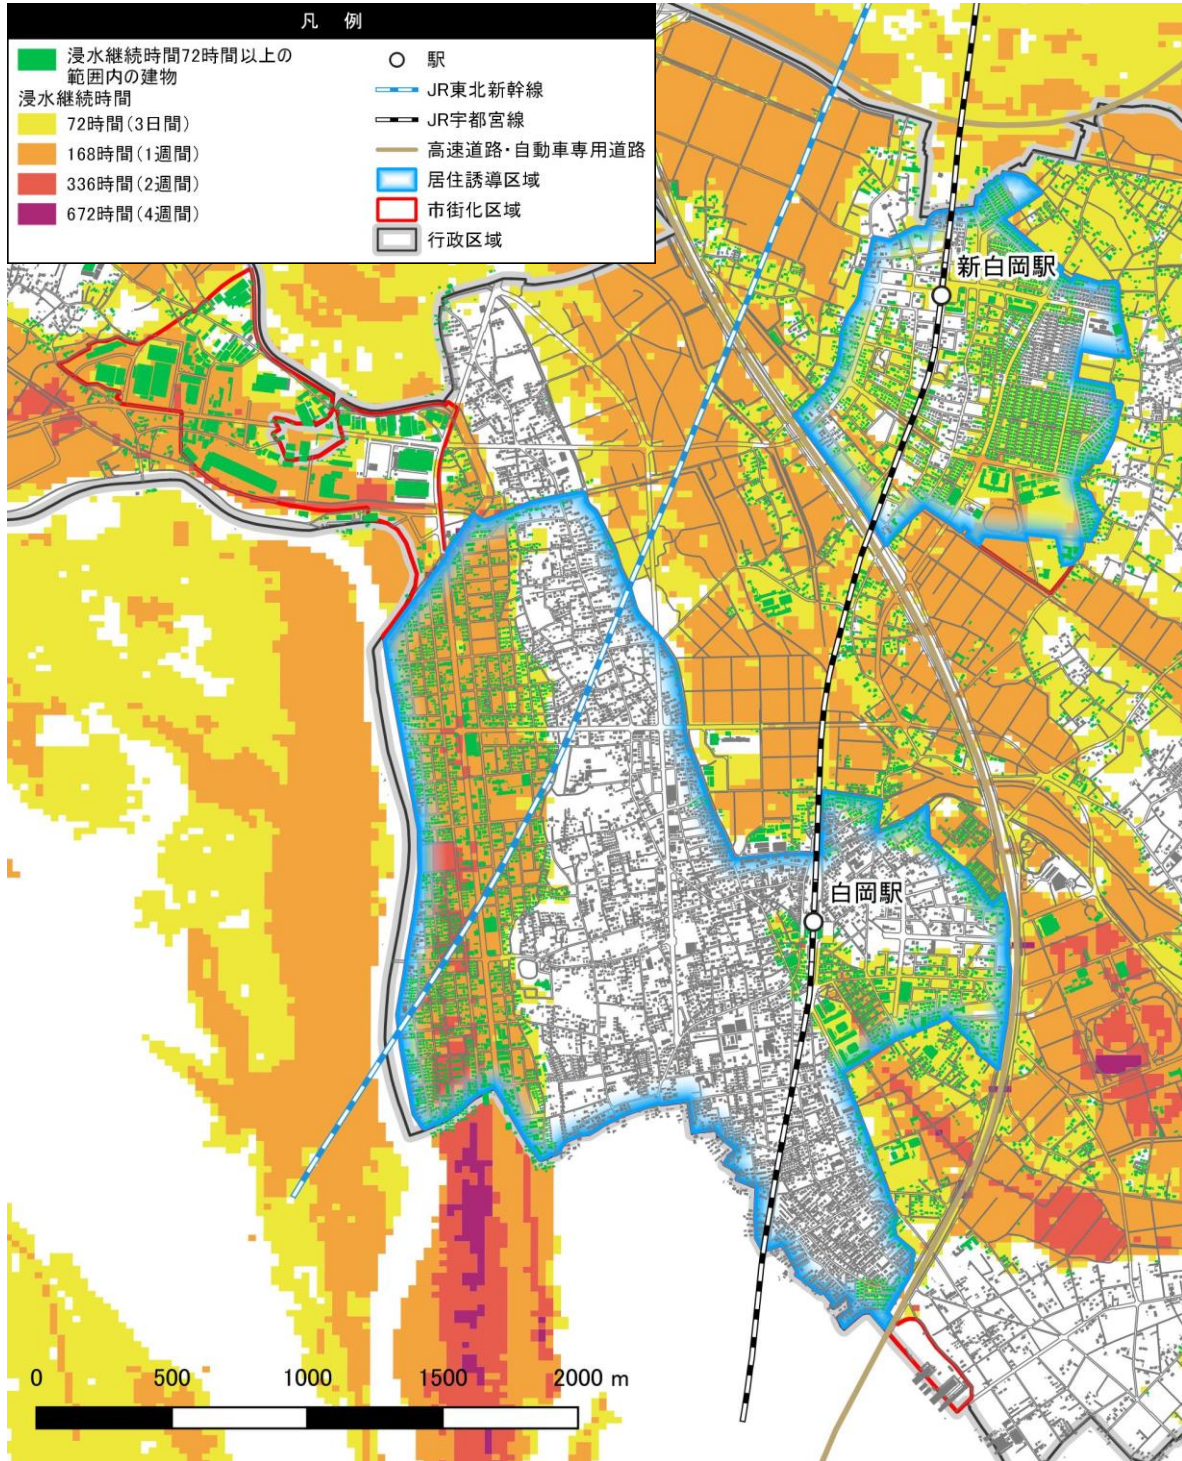 凡 例
浸水継続時間72時間以上の
範囲内の建物
浸水継続時間
72時間(3日間)
168時間(1週間)
336時間(2週間)
672時間(4週間)
駅
JR東北新幹線
JR宇都宮線
高速道路・自動車専用道路
居住誘導区域
市街化区域
行政区域
新白岡駅
白岡駅
0 500 1000 1500 2000 m